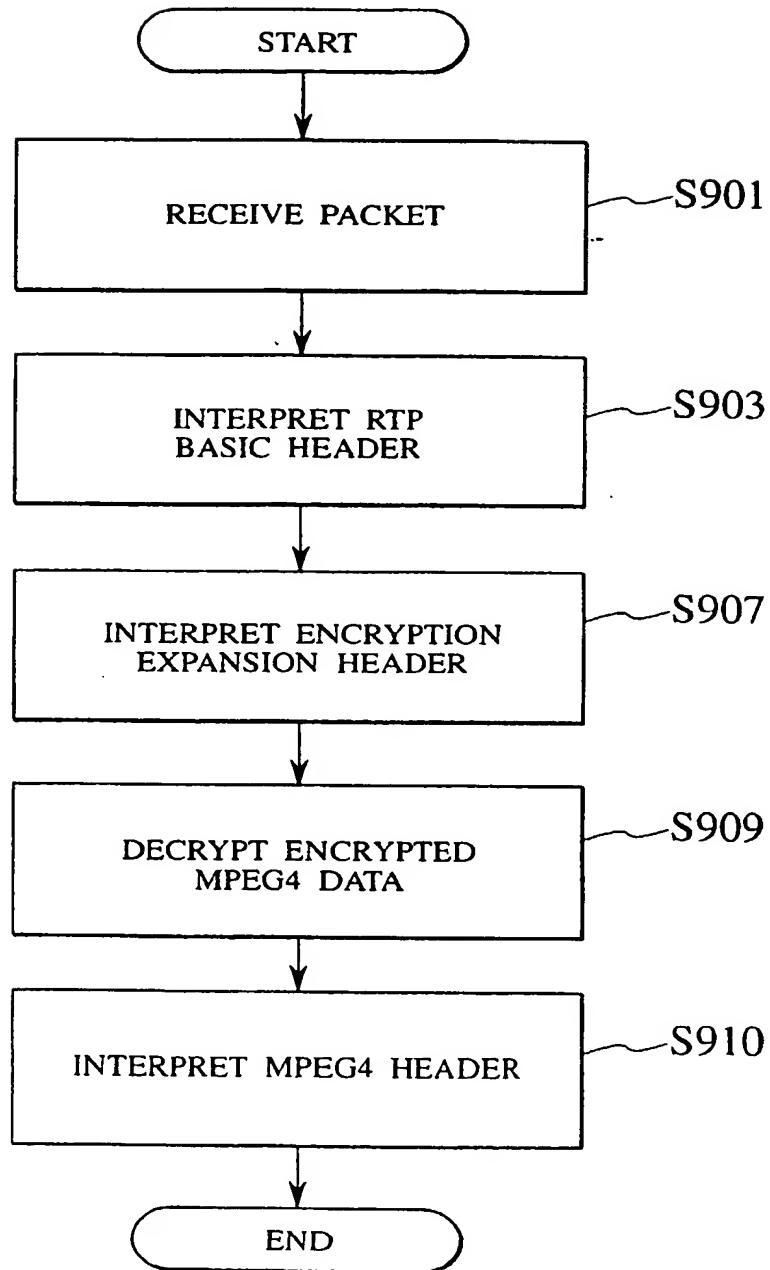 START
RECEIVE PACKET
S901
INTERPRET RTP
BASIC HEADER
S903
INTERPRET ENCRYPTION
EXPANSION HEADER
S907
DECRYPT ENCRYPTED
MPEG4 DATA
S909
INTERPRET MPEG4 HEADER
S910
END